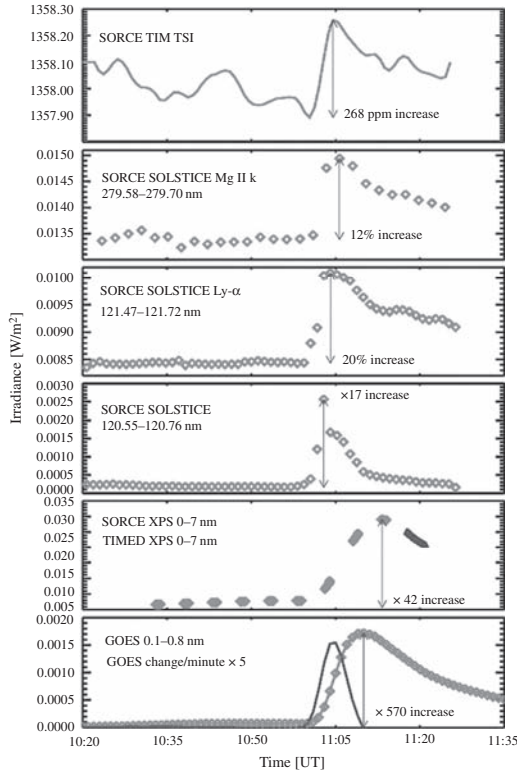 1358.30
SORCE TIM TSI
1358.20
1358.10
1358.00
1357.90
268 ppm increase
0.0150
SORCE SOLSTICE Mg II k
279.58–279.70 nm
0.0140
0.0135
12% increase
0.0100
SORCE SOLSTICE Ly-α
0.0095
121.47–121.72 nm
0.0090
0.0085
20% increase
Irradiance [W/m2]
0.0030
×17 increase
0.0025
SORCE SOLSTICE
0.0020
120.55–120.76 nm
0.0015
0.0010
0.0005
0.0000
0.035
SORCE XPS 0–7 nm
0.030
TIMED XPS 0–7 nm
0.025
0.020
0.015
0.010
× 42 increase
0.005
0.0020
GOES 0.1–0.8 nm
0.0015
GOES change/minute × 5
0.0010
0.0005
× 570 increase
0.0000
10:20 10:35 10:50 11:05 11:20 11:35
Time [UT]